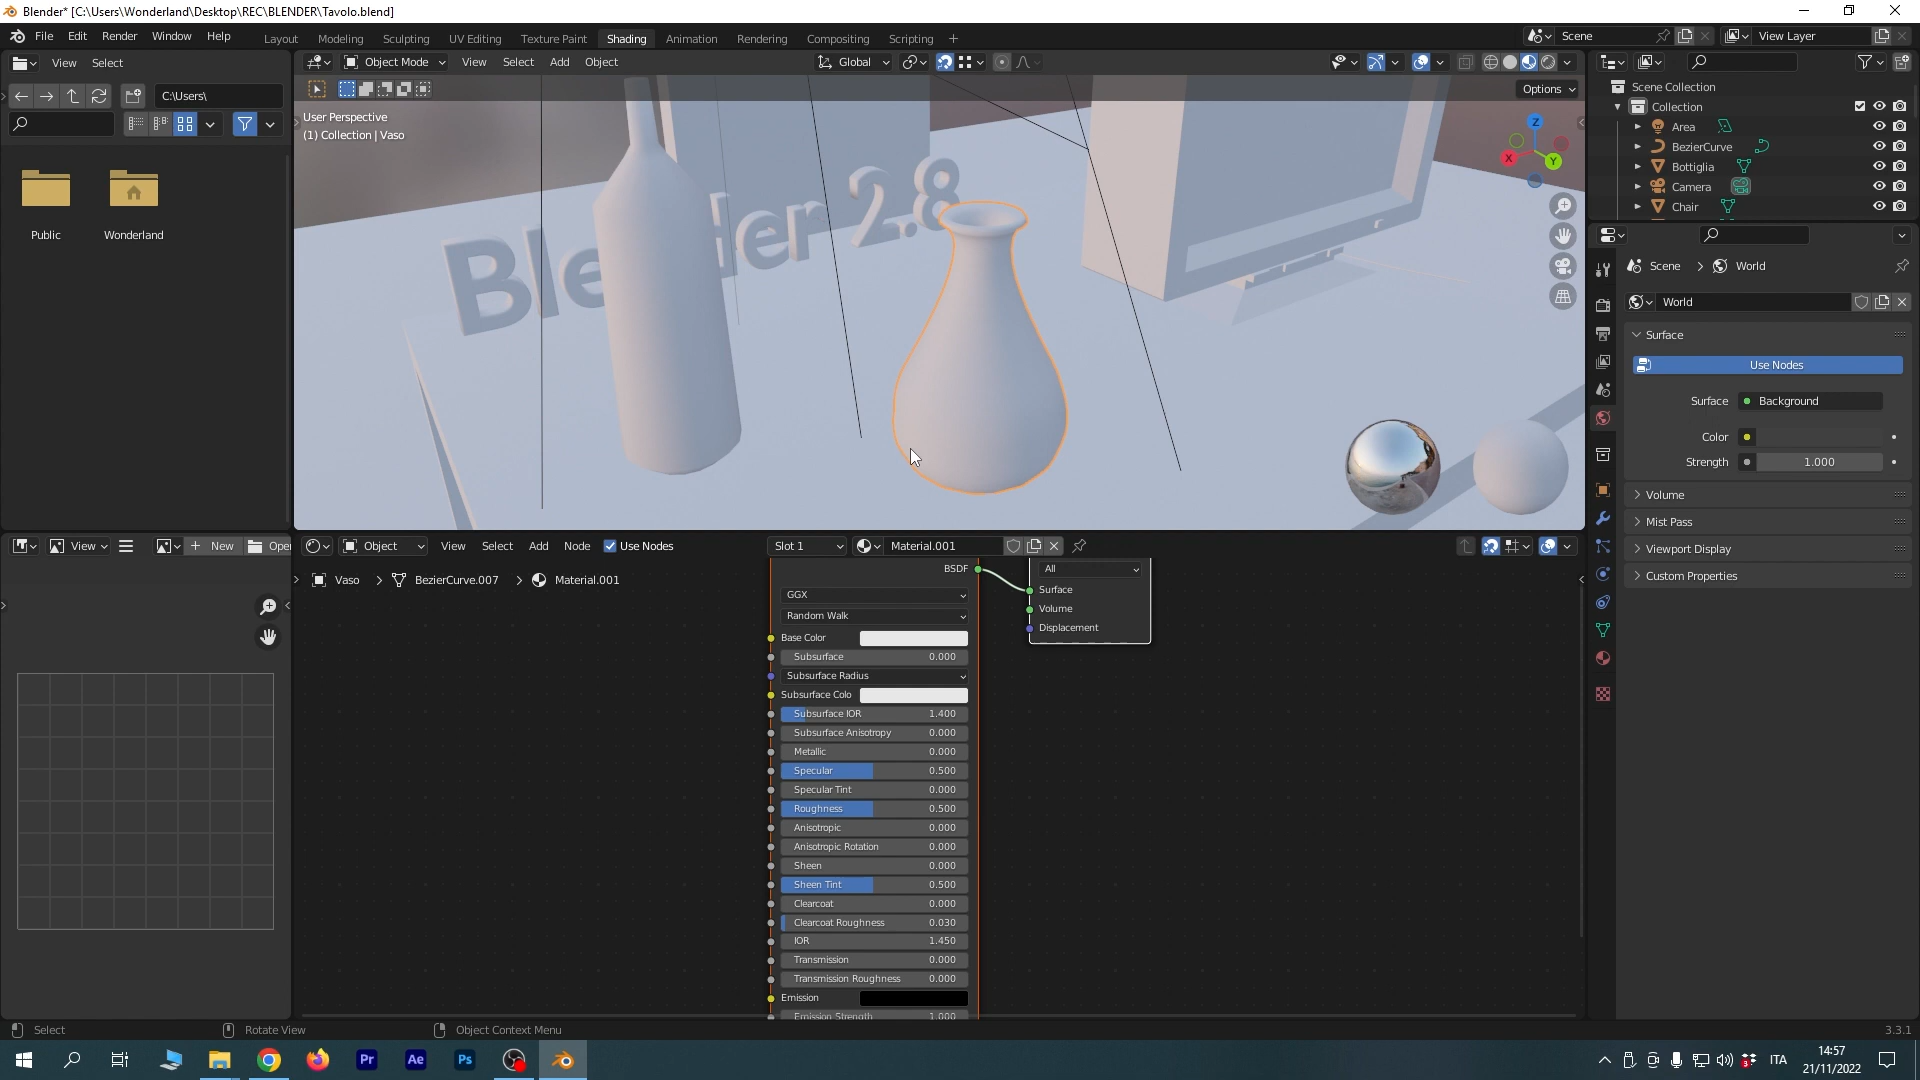 Blender* [C:\Users\Wonderland\Desktop\REC\BLENDER\Tavolo.blend]
File Edit Render Window Help
Layout Modeling Sculpting UV Editing Texture Paint Shading Animation Rendering Compositing Scripting +
Scene
View Layer
View Select
Object Mode View Select Add Object
Global
C:\Users\
Options
User Perspective
(1) Collection | Vaso
Blender 2.8
Z
X
Y
Public
Wonderland
Scene Collection
Collection
Area
BezierCurve
Bottiglia
Camera
Chair
Scene > World
World
Surface
Use Nodes
Surface Background
Color
Strength 1.000
Volume
Mist Pass
Viewport Display
Custom Properties
View
+ New
Open
Object View Select Add Node Use Nodes
Slot 1
Material.001
Vaso > BezierCurve.007 > Material.001
BSDF
GGX
Random Walk
Base Color
Subsurface 0.000
Subsurface Radius
Subsurface Colo
Subsurface IOR 1.400
Subsurface Anisotropy 0.000
Metallic 0.000
Specular 0.500
Specular Tint 0.000
Roughness 0.500
Anisotropic 0.000
Anisotropic Rotation 0.000
Sheen 0.000
Sheen Tint 0.500
Clearcoat 0.000
Clearcoat Roughness 0.030
IOR 1.450
Transmission 0.000
Transmission Roughness 0.000
Emission
Emission Strength 1.000
All
Surface
Volume
Displacement
Select
Rotate View
Object Context Menu
3.3.1
Pr
Ae
Ps
3
ITA
14:57
21/11/2022